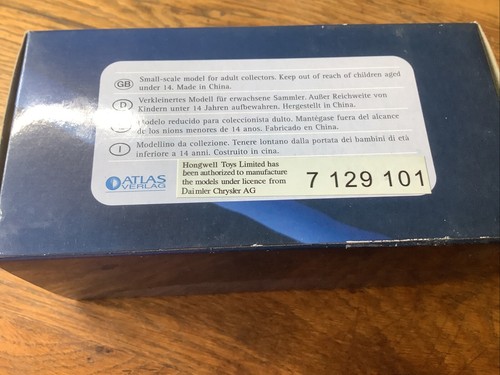 GB Small-scale model for adult collectors. Keep out of reach of children aged
under 14. Made in China.
D Verkleinertes Modell für erwachsene Sammler. Außer Reichweite von
Kindern unter 14 Jahren aufbewahren. Hergestellt in China.
Modelo reducido para coleccionista dulto. Mantégase fuera del alcance
de los nions menores de 14 anos. Fabricado en China.
I Modellino da collezione. Tenere lontano dalla portata dei bambini di età
inferiore a 14 anni. Costruito in cina.
ATLAS
VERLAG
Hongwell Toys Limited has
been authorized to manufacture
the models under licence from
Daimler Chrysler AG
7 129 101